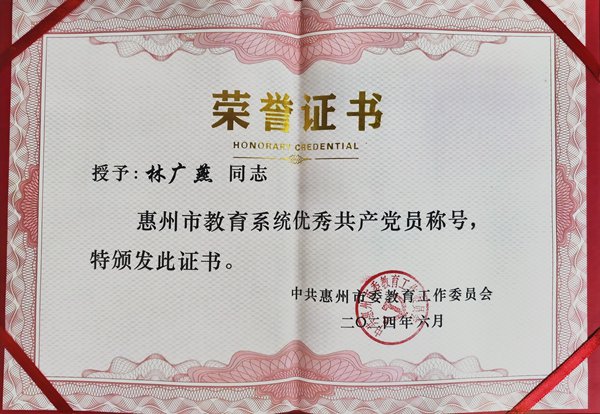 荣誉证书
HONORARY CREDENTIAL
授予:林广燕 同志
惠州市教育系统优秀共产党员称号,
特颁发此证书。
中共惠州市委教育工作委员会
二〇二四年六月